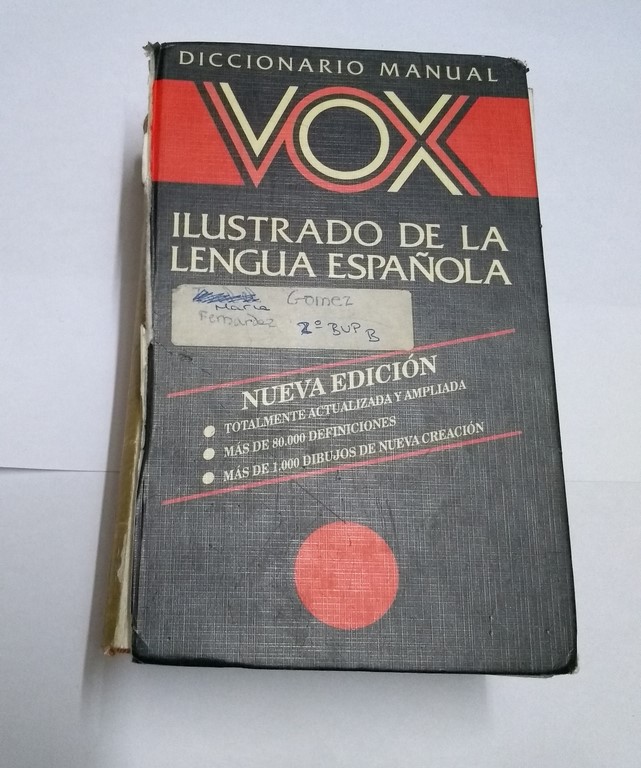 DICCIONARIO MANUAL
VOX
ILUSTRADO DE LA
LENGUA ESPAÑOLA
Maria Gomez
Fernandez 2º BUP B
NUEVA EDICIÓN
TOTALMENTE ACTUALIZADA Y AMPLIADA
MÁS DE 80.000 DEFINICIONES
MÁS DE 1.000 DIBUJOS DE NUEVA CREACIÓN